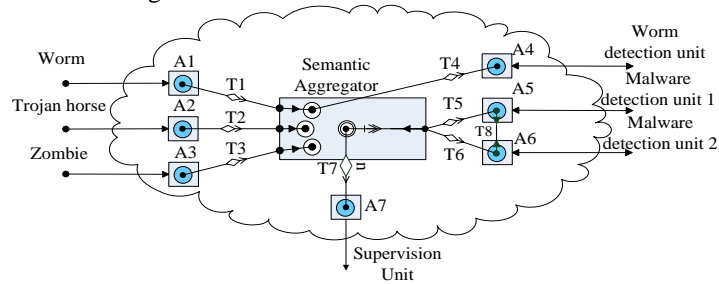 Worm
Trojan horse
Zombie
A1
A2
A3
T1
T2
T3
Semantic
Aggregator
T4
T5
T6
T7
n
T8
A4
A5
A6
A7
Worm
detection unit
Malware
detection unit 1
Malware
detection unit 2
Supervision
Unit